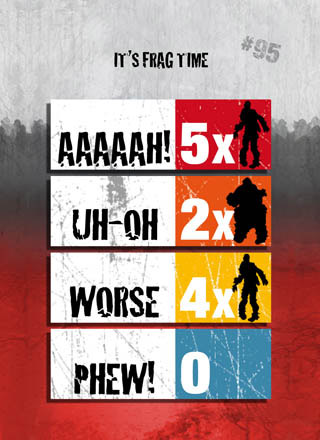 #95
IT'S FRAG TIME
AAAAAH! 5x
UH-OH 2x
WORSE 4x
PHEW! 0